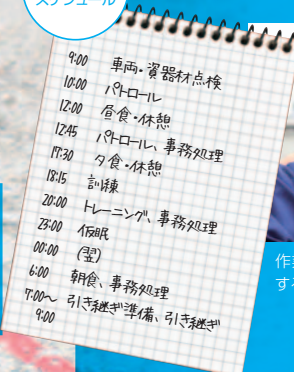 スケジュール
9:00 車両・資器材点検
10:00 パトロール
12:00 昼食・休憩
12:45 パトロール、事務処理
17:30 夕食・休憩
18:15 訓練
20:00 トレーニング、事務処理
23:00 仮眠
00:00 (翌)
6:00 朝食、事務処理
7:00〜 引き継ぎ準備、引き継ぎ
9:00
作
す